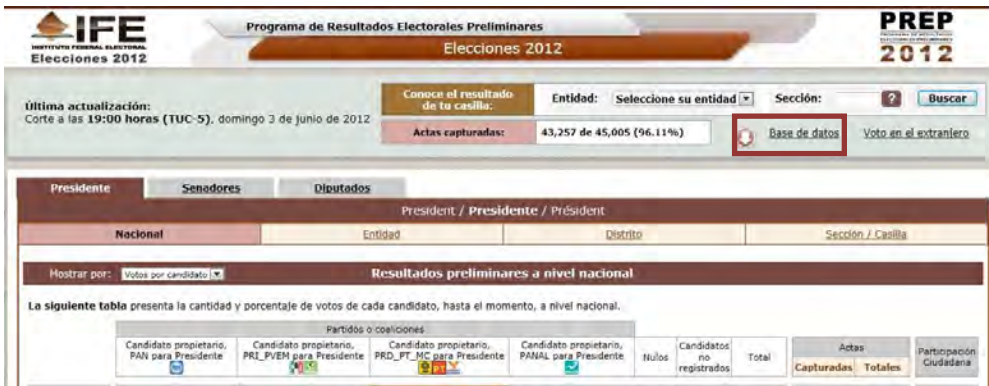 IFE
INSTITUTO FEDERAL ELECTORAL
Elecciones 2012
Programa de Resultados Electorales Preliminares
Elecciones 2012
PREP
PROGRAMA DE RESULTADOS
ELECTORALES PRELIMINARES
2012
Última actualización:
Corte a las 19:00 horas (TUC-5), domingo 3 de junio de 2012
Conoce el resultado
de tu casilla:
Entidad: Seleccione su entidad Sección: ? Buscar
Actas capturadas: 43,257 de 45,005 (96.11%) Base de datos Voto en el extranjero
Presidente Senadores Diputados
President / Presidente / Président
Nacional Entidad Distrito Sección / Casilla
Mostrar por: Votos por candidato Resultados preliminares a nivel nacional
La siguiente tabla presenta la cantidad y porcentaje de votos de cada candidato, hasta el momento, a nivel nacional.
Partidos o coaliciones
Candidato propietario,
PAN para Presidente
Candidato propietario,
PRI_PVEM para Presidente
Candidato propietario,
PRD_PT_MC para Presidente
Candidato propietario,
PANAL para Presidente
Nulos
Candidatos
no
registrados
Total
Actas
Capturadas Totales
Participación
Ciudadana